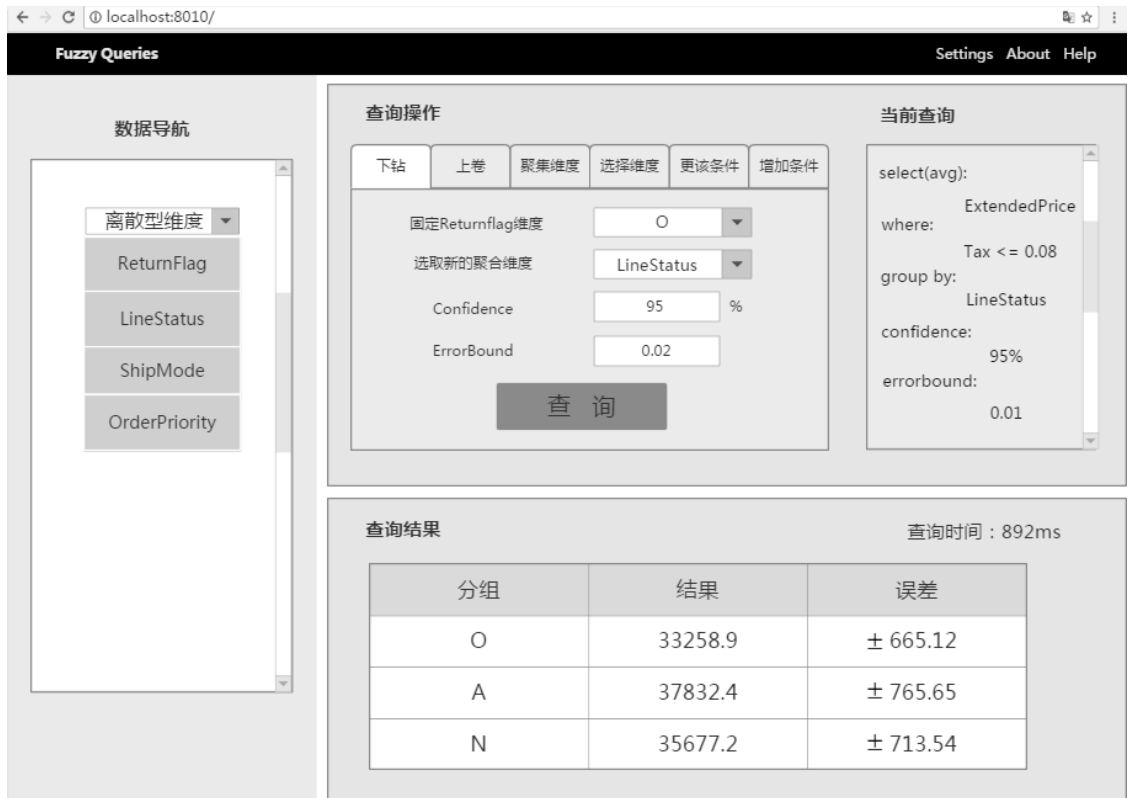 localhost:8010/
Fuzzy Queries Settings About Help
数据导航
离散型维度
ReturnFlag
LineStatus
ShipMode
OrderPriority
查询操作
下钻 上卷 聚集维度 选择维度 更该条件 增加条件
固定Returnflag维度 O
选取新的聚合维度 LineStatus
Confidence 95 %
ErrorBound 0.02
查 询
当前查询
select(avg):
ExtendedPrice
where:
Tax <= 0.08
group by:
LineStatus
confidence:
95%
errorbound:
0.01
查询结果 查询时间：892ms
分组 结果 误差
O 33258.9 ± 665.12
A 37832.4 ± 765.65
N 35677.2 ± 713.54